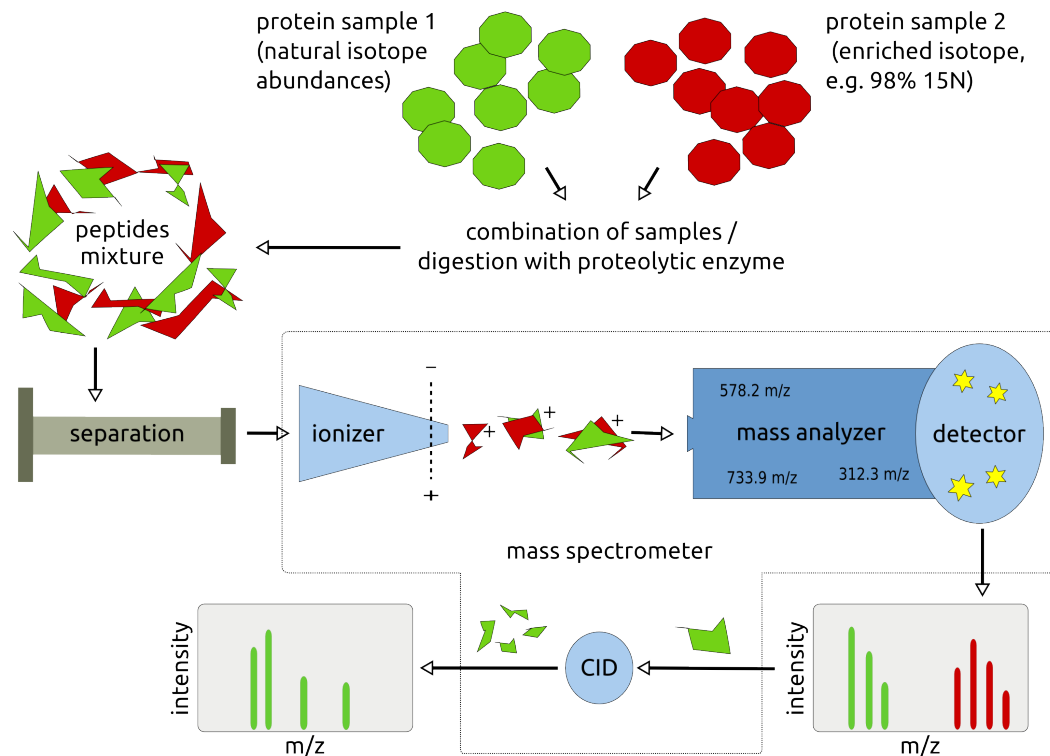 protein sample 1
(natural isotope
abundances)
protein sample 2
(enriched isotope,
e.g. 98% 15N)
combination of samples /
digestion with proteolytic enzyme
peptides
mixture
separation
ionizer
−
+
+
+
+
578.2 m/z
mass analyzer
733.9 m/z
312.3 m/z
detector
mass spectrometer
intensity
m/z
CID
intensity
m/z